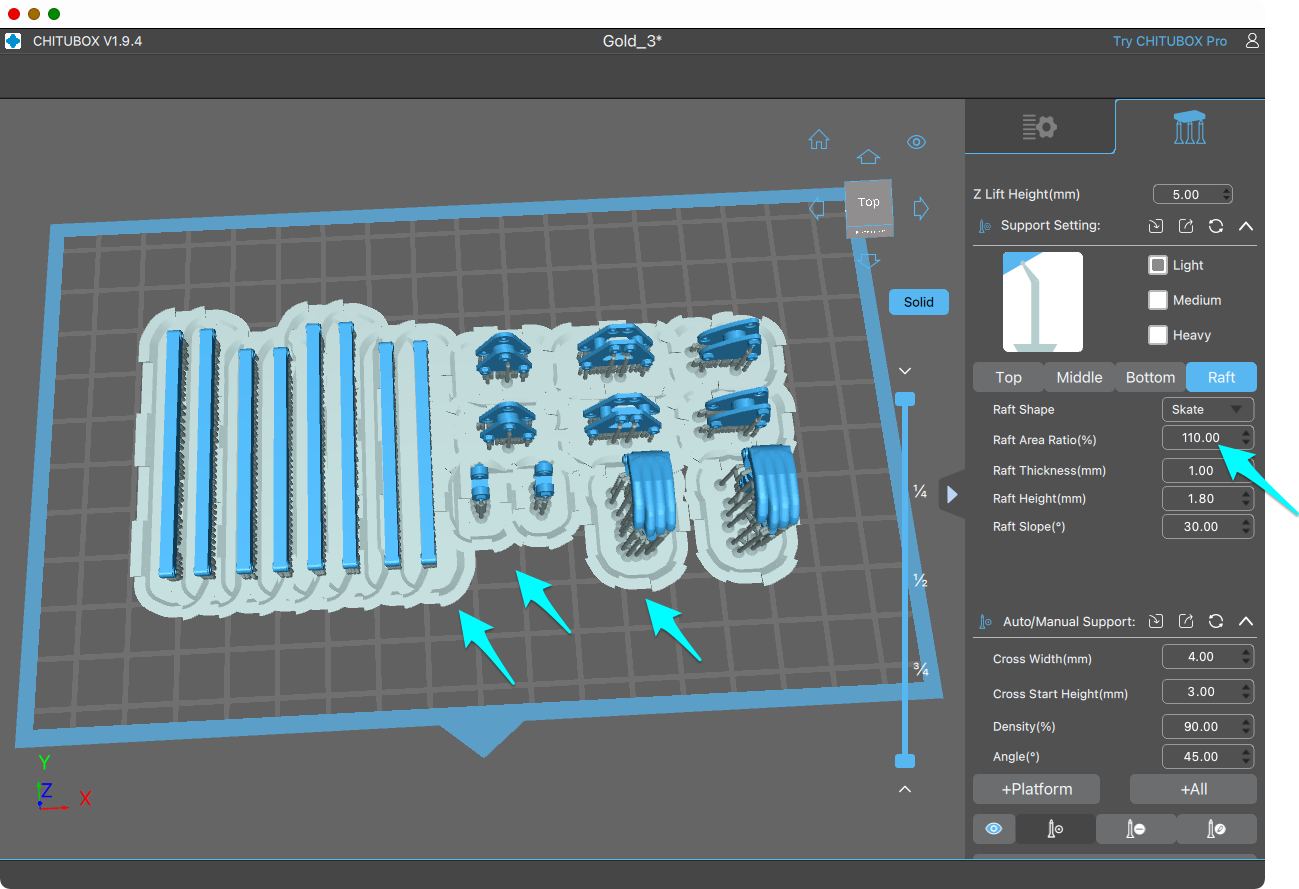 CHITUBOX V1.9.4
Gold_3*
Try CHITUBOX Pro
Top
Solid
¼
½
¾
Y
Z
X
Z Lift Height(mm)
5.00
Support Setting:
Light
Medium
Heavy
Top Middle Bottom Raft
Raft Shape Skate
Raft Area Ratio(%) 110.00
Raft Thickness(mm) 1.00
Raft Height(mm) 1.80
Raft Slope(°) 30.00
Auto/Manual Support:
Cross Width(mm) 4.00
Cross Start Height(mm) 3.00
Density(%) 90.00
Angle(°) 45.00
+Platform +All